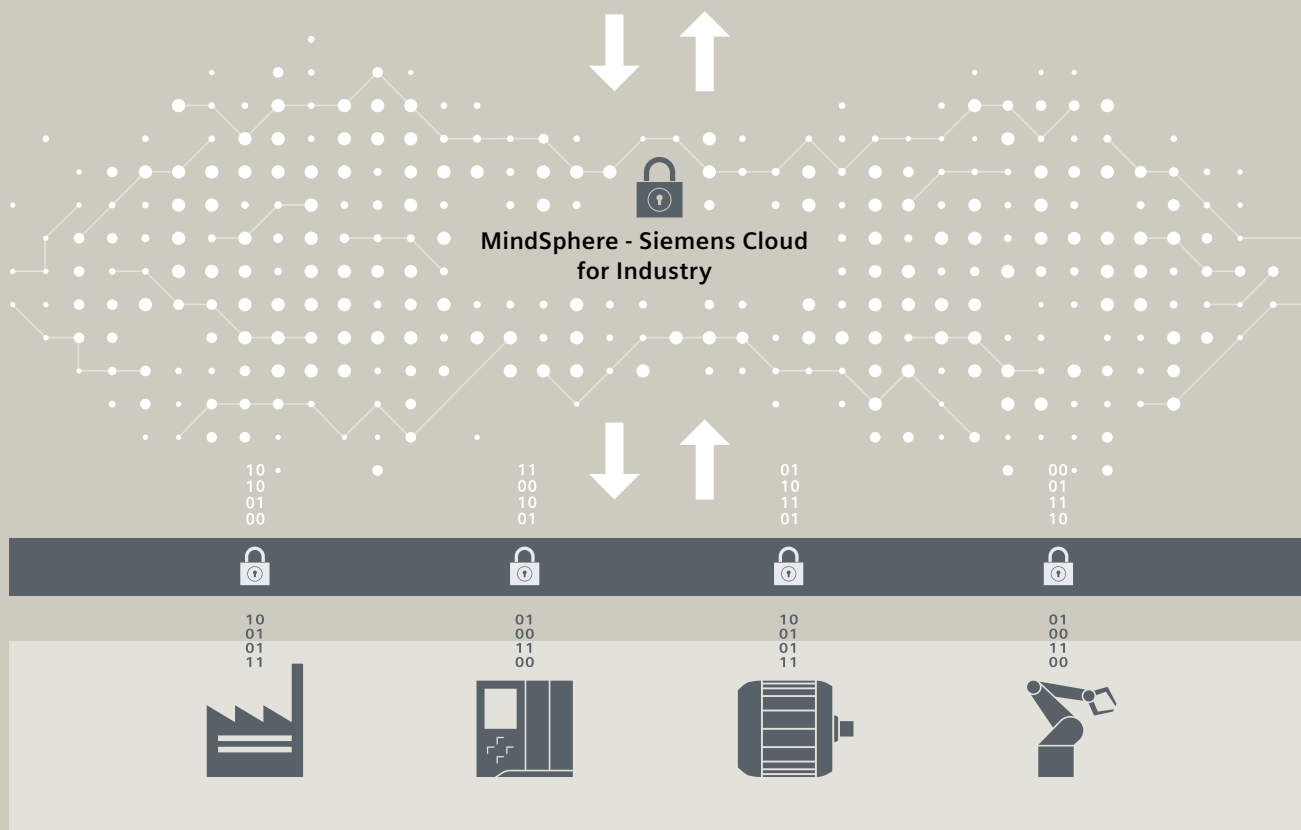 MindSphere - Siemens Cloud
for Industry
10 11 01 00
10 00 10 01
01 10 11 11
00 01 01 10
10 01 10 01
01 00 01 00
01 11 01 11
11 00 11 00